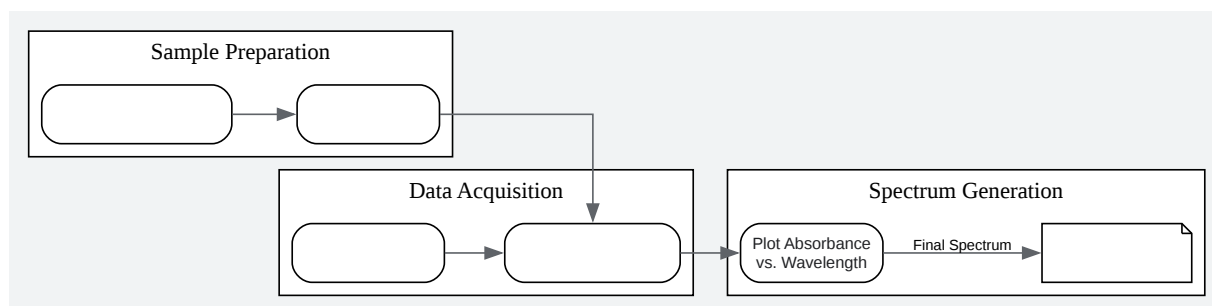 Sample Preparation
Data Acquisition
Spectrum Generation
Plot Absorbance
vs. Wavelength
Final Spectrum